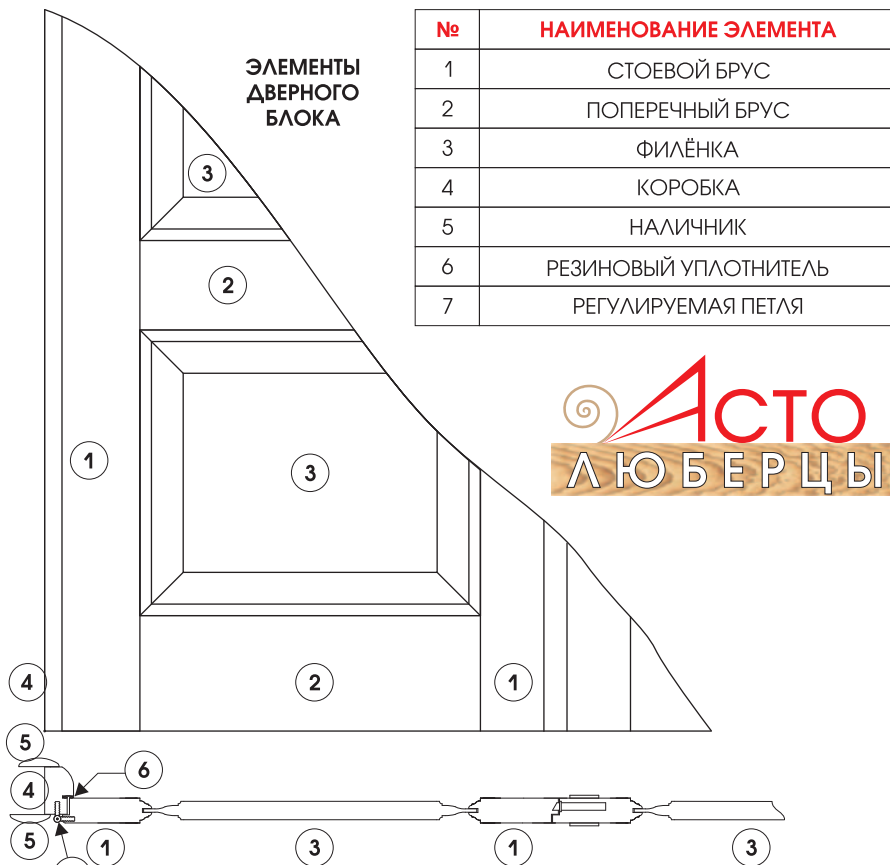 ЭЛЕМЕНТЫ
ДВЕРНОГО
БЛОКА
№ НАИМЕНОВАНИЕ ЭЛЕМЕНТА
1 СТОЕВОЙ БРУС
2 ПОПЕРЕЧНЫЙ БРУС
3 ФИЛЁНКА
4 КОРОБКА
5 НАЛИЧНИК
6 РЕЗИНОВЫЙ УПЛОТНИТЕЛЬ
7 РЕГУЛИРУЕМАЯ ПЕТЛЯ
АСТО
ЛЮБЕРЦЫ
3
2
1
3
4
2
1
5
6
4
5
1
3
1
3